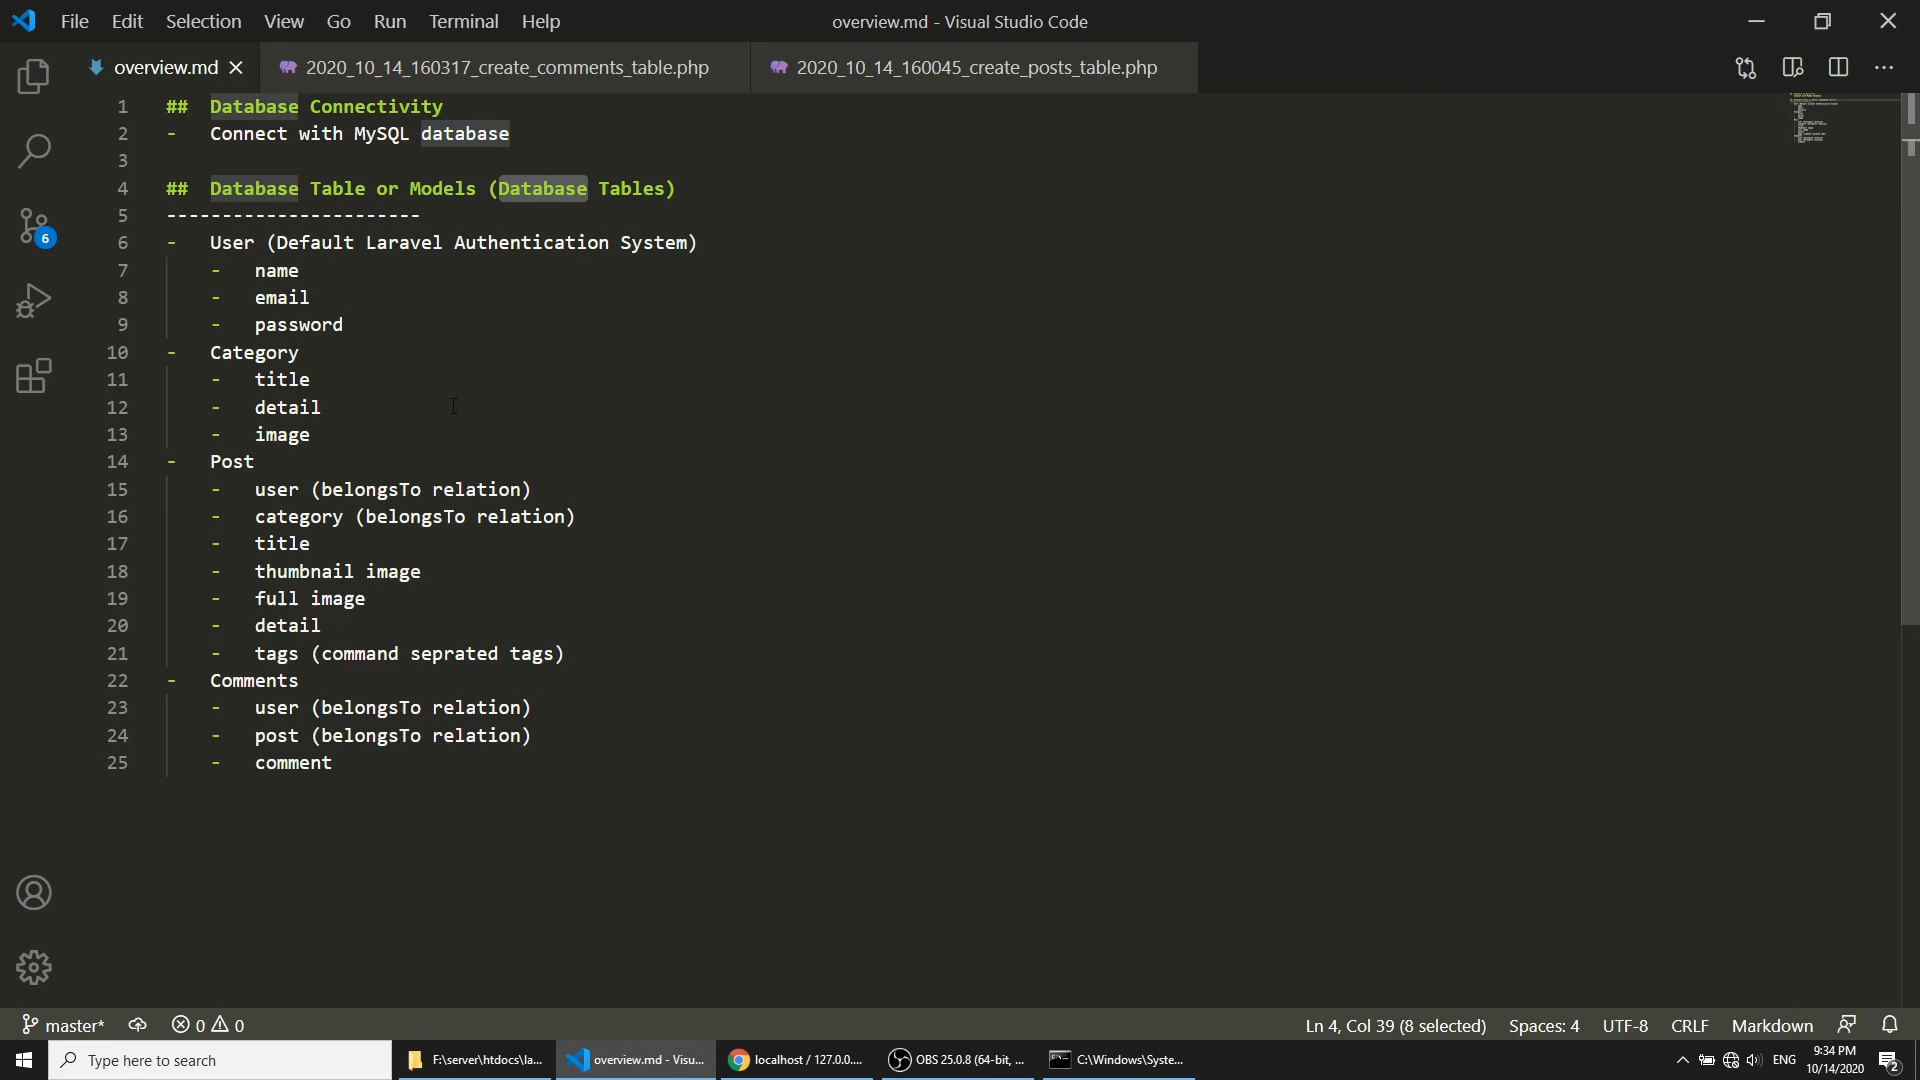 File Edit Selection View Go Run Terminal Help overview.md - Visual Studio Code
overview.md 2020_10_14_160317_create_comments_table.php 2020_10_14_160045_create_posts_table.php
1 ## Database Connectivity
2 - Connect with MySQL database
3
4 ## Database Table or Models (Database Tables)
5 -----------------------
6 - User (Default Laravel Authentication System)
7 - name
8 - email
9 - password
10 - Category
11 - title
12 - detail
13 - image
14 - Post
15 - user (belongsTo relation)
16 - category (belongsTo relation)
17 - title
18 - thumbnail image
19 - full image
20 - detail
21 - tags (command seprated tags)
22 - Comments
23 - user (belongsTo relation)
24 - post (belongsTo relation)
25 - comment
6
master* 0 0 Ln 4, Col 39 (8 selected) Spaces: 4 UTF-8 CRLF Markdown
Type here to search F:\server\htdocs\la... overview.md - Visu... localhost / 127.0.0.... OBS 25.0.8 (64-bit, ... C:\Windows\Syste... ENG 9:34 PM
10/14/2020 2